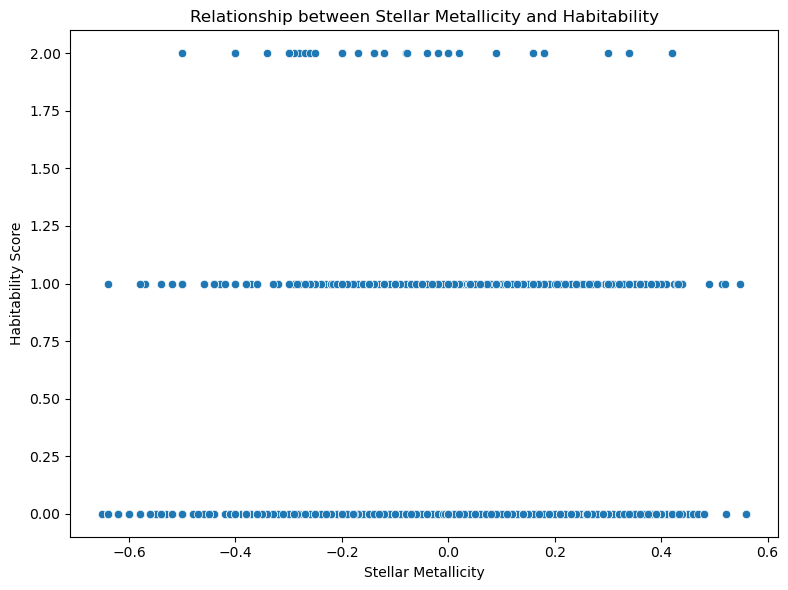 Relationship between Stellar Metallicity and Habitability
2.00
1.75
1.50
1.25
1.00
0.75
0.50
0.25
0.00
Habitability Score
−0.6 −0.4 −0.2 0.0 0.2 0.4 0.6
Stellar Metallicity